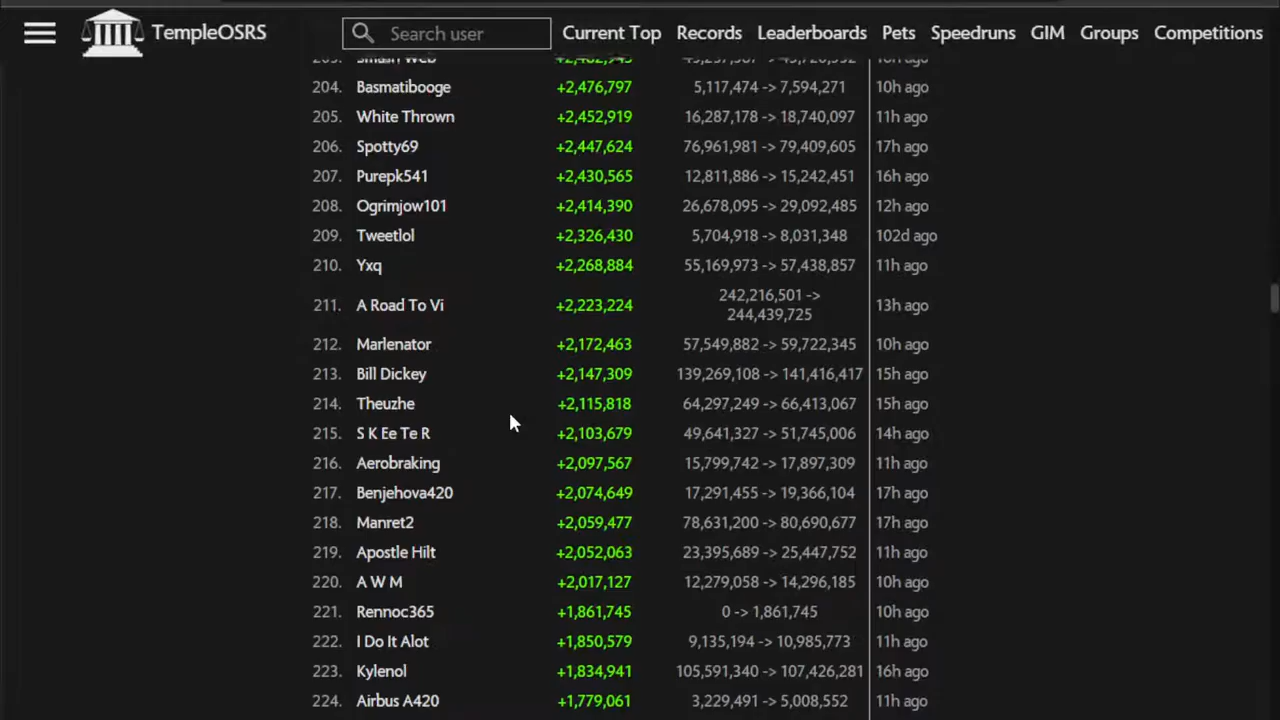 TempleOSRS Search user Current Top Records Leaderboards Pets Speedruns GIM Groups Competitions
204. Basmatibooge +2,476,797 5,117,474 -> 7,594,271 10h ago
205. White Thrown +2,452,919 16,287,178 -> 18,740,097 11h ago
206. Spotty69 +2,447,624 76,961,981 -> 79,409,605 17h ago
207. Purepk541 +2,430,565 12,811,886 -> 15,242,451 16h ago
208. Ogrimjow101 +2,414,390 26,678,095 -> 29,092,485 12h ago
209. Tweetlol +2,326,430 5,704,918 -> 8,031,348 102d ago
210. Yxq +2,268,884 55,169,973 -> 57,438,857 11h ago
211. A Road To Vi +2,223,224 242,216,501 -> 244,439,725 13h ago
212. Marlenator +2,172,463 57,549,882 -> 59,722,345 10h ago
213. Bill Dickey +2,147,309 139,269,108 -> 141,416,417 15h ago
214. Theuzhe +2,115,818 64,297,249 -> 66,413,067 15h ago
215. S K Ee Te R +2,103,679 49,641,327 -> 51,745,006 14h ago
216. Aerobraking +2,097,567 15,799,742 -> 17,897,309 11h ago
217. Benjehova420 +2,074,649 17,291,455 -> 19,366,104 17h ago
218. Manret2 +2,059,477 78,631,200 -> 80,690,677 17h ago
219. Apostle Hilt +2,052,063 23,395,689 -> 25,447,752 11h ago
220. A W M +2,017,127 12,279,058 -> 14,296,185 10h ago
221. Rennoc365 +1,861,745 0 -> 1,861,745 10h ago
222. I Do It Alot +1,850,579 9,135,194 -> 10,985,773 11h ago
223. Kylenol +1,834,941 105,591,340 -> 107,426,281 16h ago
224. Airbus A420 +1,779,061 3,229,491 -> 5,008,552 11h ago